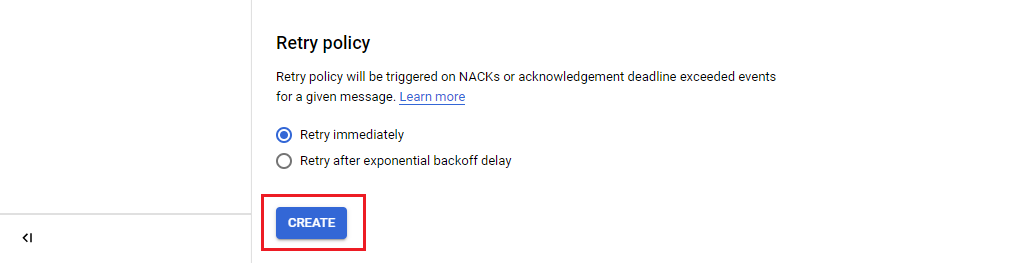 Retry policy
Retry policy will be triggered on NACKs or acknowledgement deadline exceeded events
for a given message. Learn more
Retry immediately
Retry after exponential backoff delay
CREATE